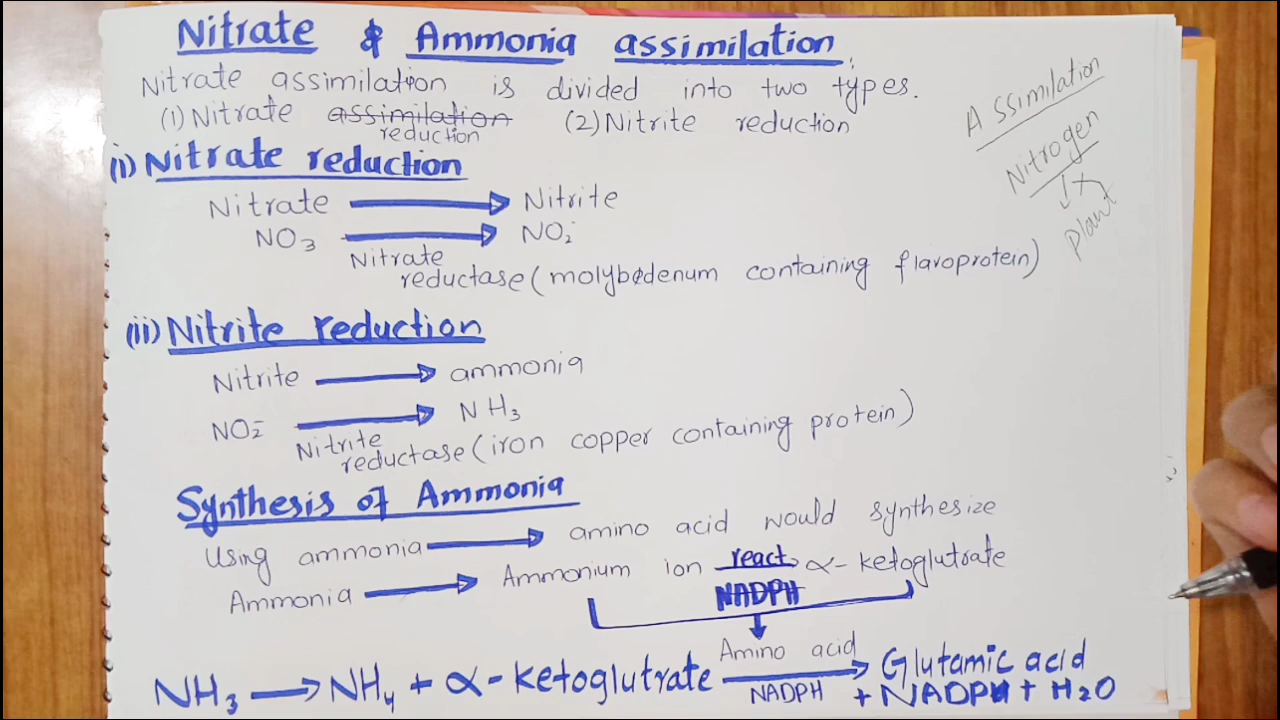 Nitrate & Ammonia assimilation
Nitrate assimilation is divided into two types.
(1) Nitrate assimilation (2) Nitrite reduction
reduction
(i) Nitrate reduction
Nitrate → Nitrite
NO3 → NO2-
Nitrate
reductase (molybdenum containing flavoprotein)
(ii) Nitrite reduction
Nitrite → ammonia
NO2- → NH3
Nitrite
reductase (iron copper containing protein)
Synthesis of Ammonia
Using ammonia → amino acid would synthesize
Ammonia → Ammonium ion react → α-ketoglutrate
NADPH
Amino acid
NH3 → NH4 + α-ketoglutrate → Glutamic acid
NADPH + NADPH + H2O
Assimilation
Nitrogen
Plant